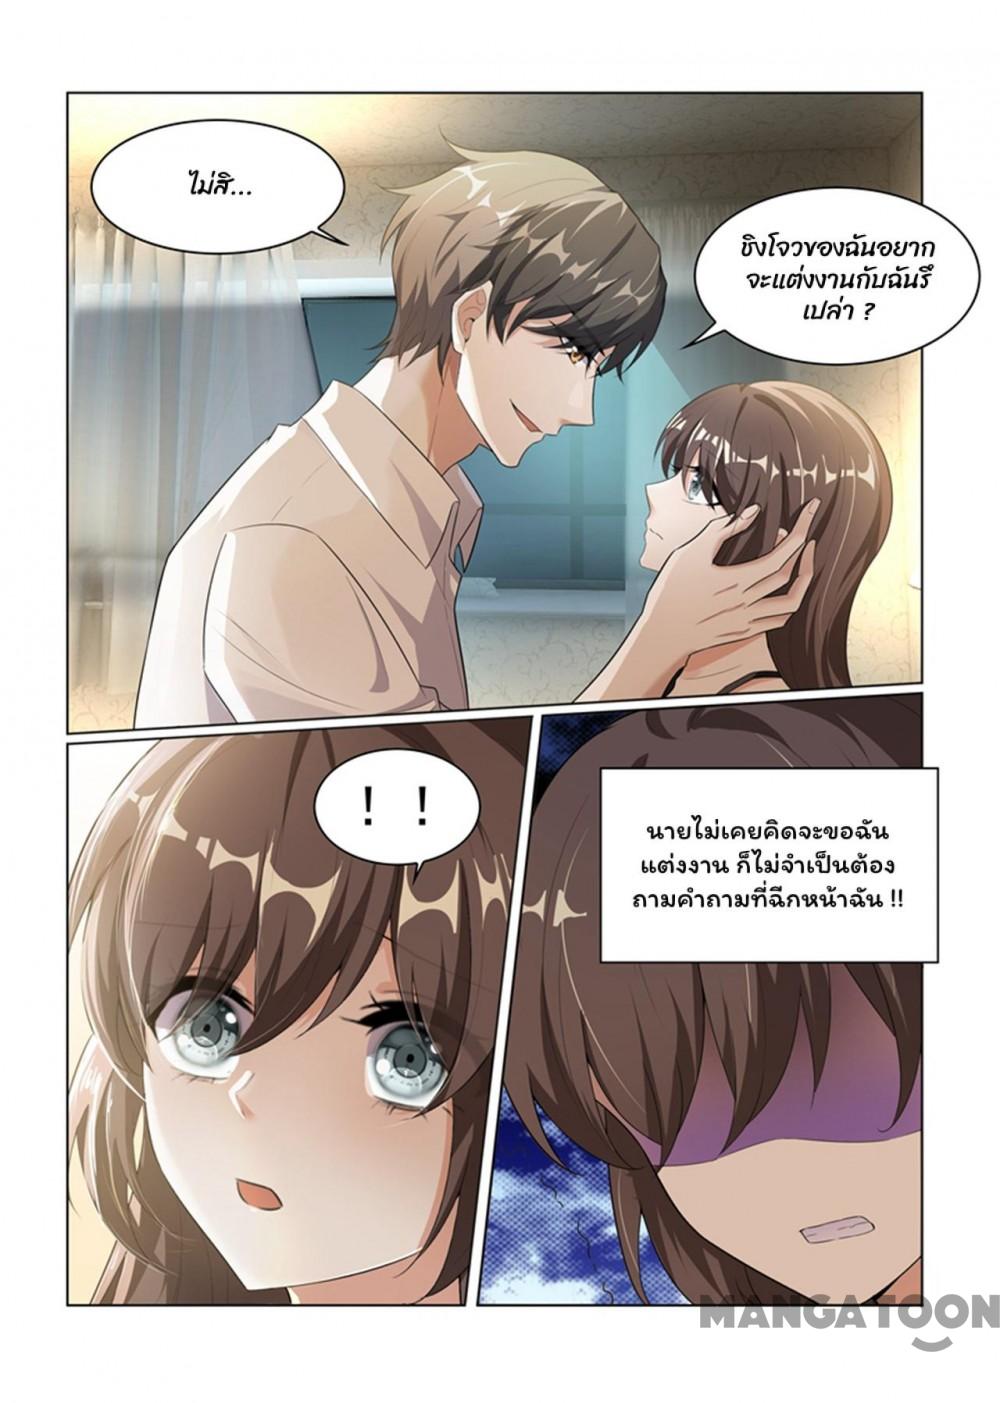 ไม่สิ...
ชิงโจวของฉันอยาก
จะแต่งงานกับฉันรึ
เปล่า ?
! !
นายไม่เคยคิดจะขอฉัน
แต่งงาน ก็ไม่จำเป็นต้อง
ถามคำถามที่ฉีกหน้าฉัน !!
MANGATOON